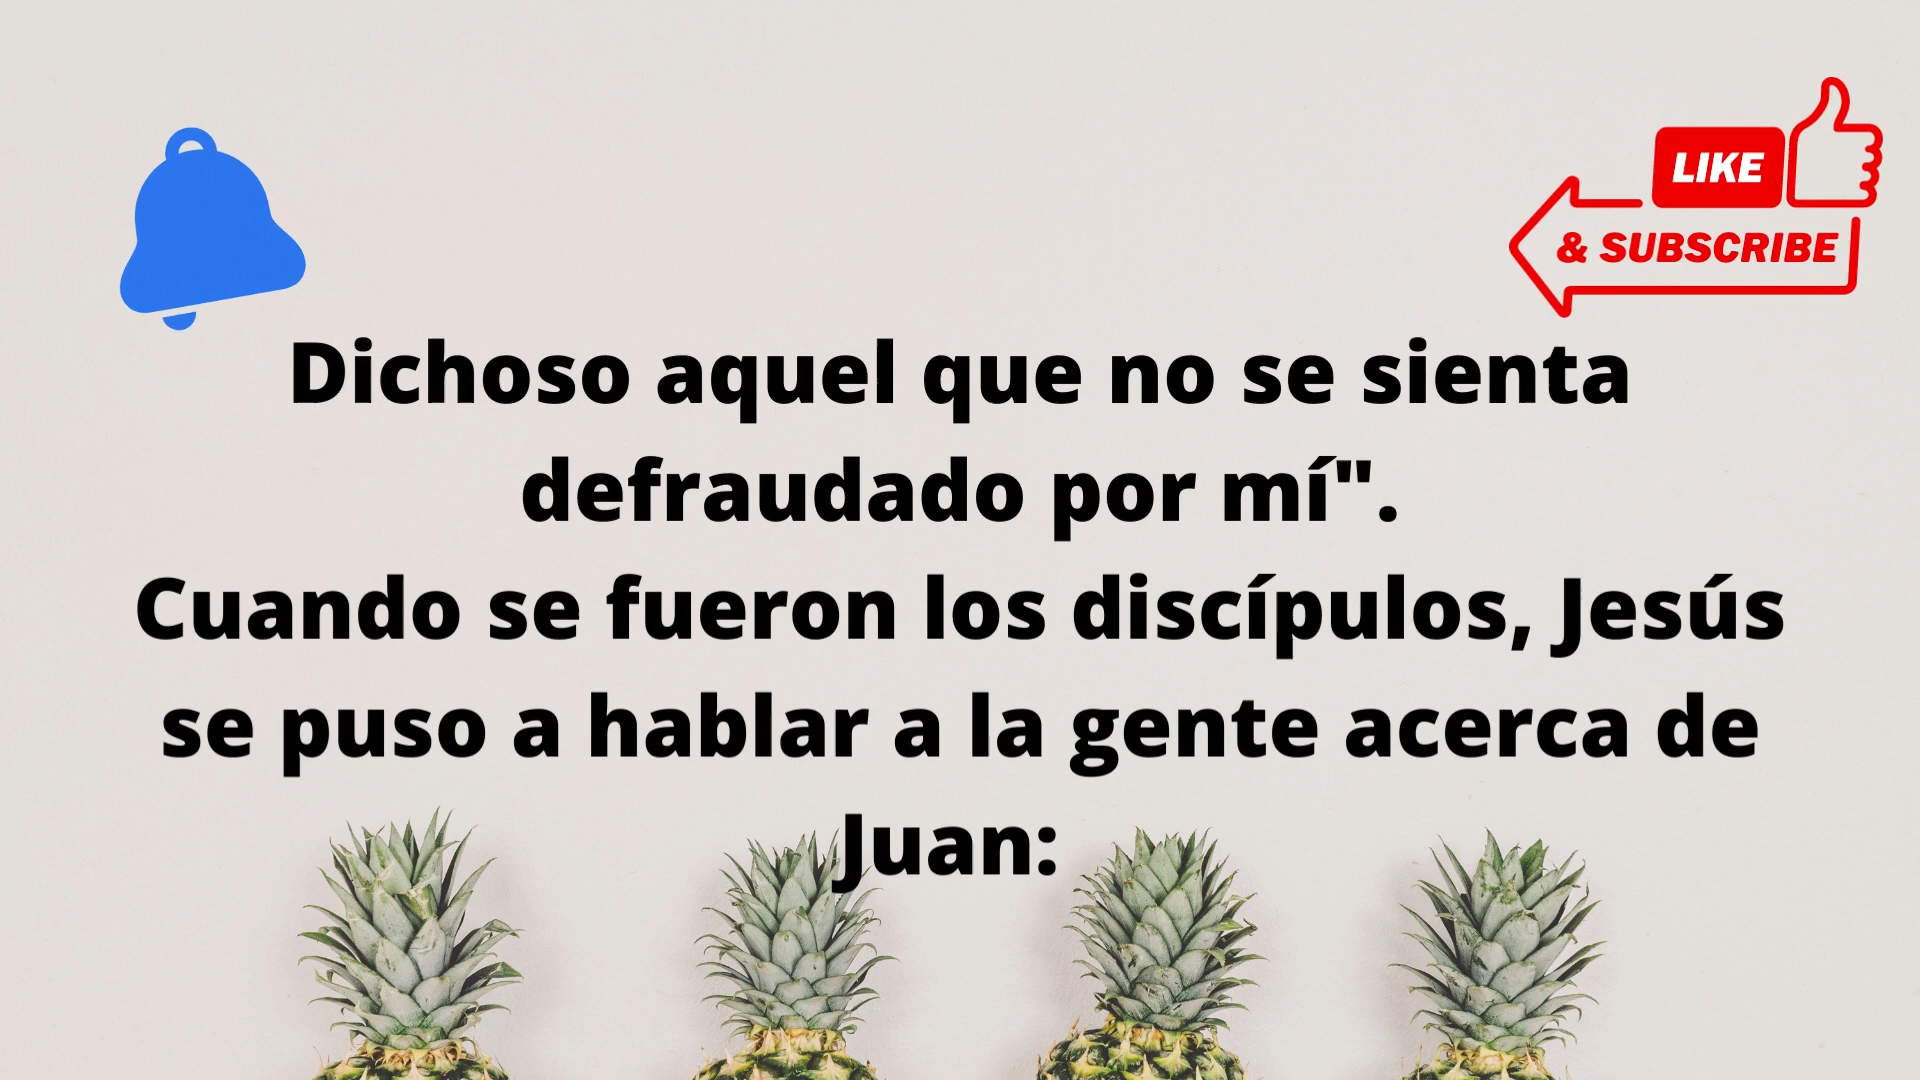 LIKE
& SUBSCRIBE
Dichoso aquel que no se sienta
defraudado por mí".
Cuando se fueron los discípulos, Jesús
se puso a hablar a la gente acerca de
Juan: